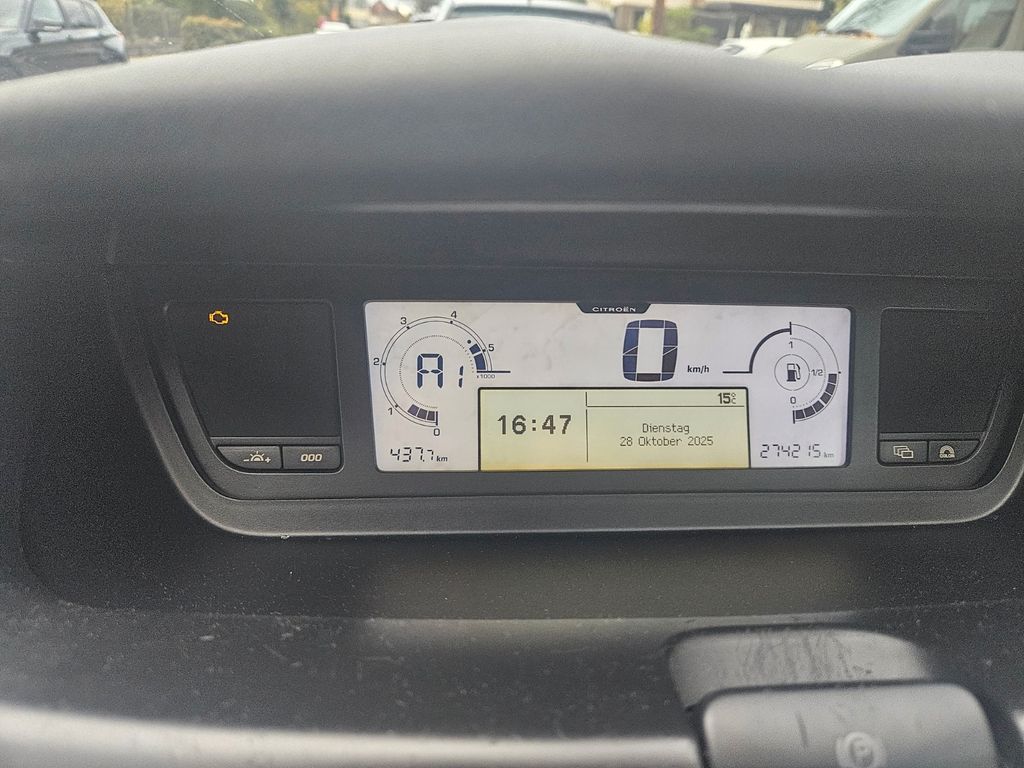 CITROËN
4
3
5
2
x1000
1
0
A1
437.7 km
0 km/h
16:47
15°C
Dienstag
28 Oktober 2025
1
1/2
0
274215 km
- +
000
COLOR
P